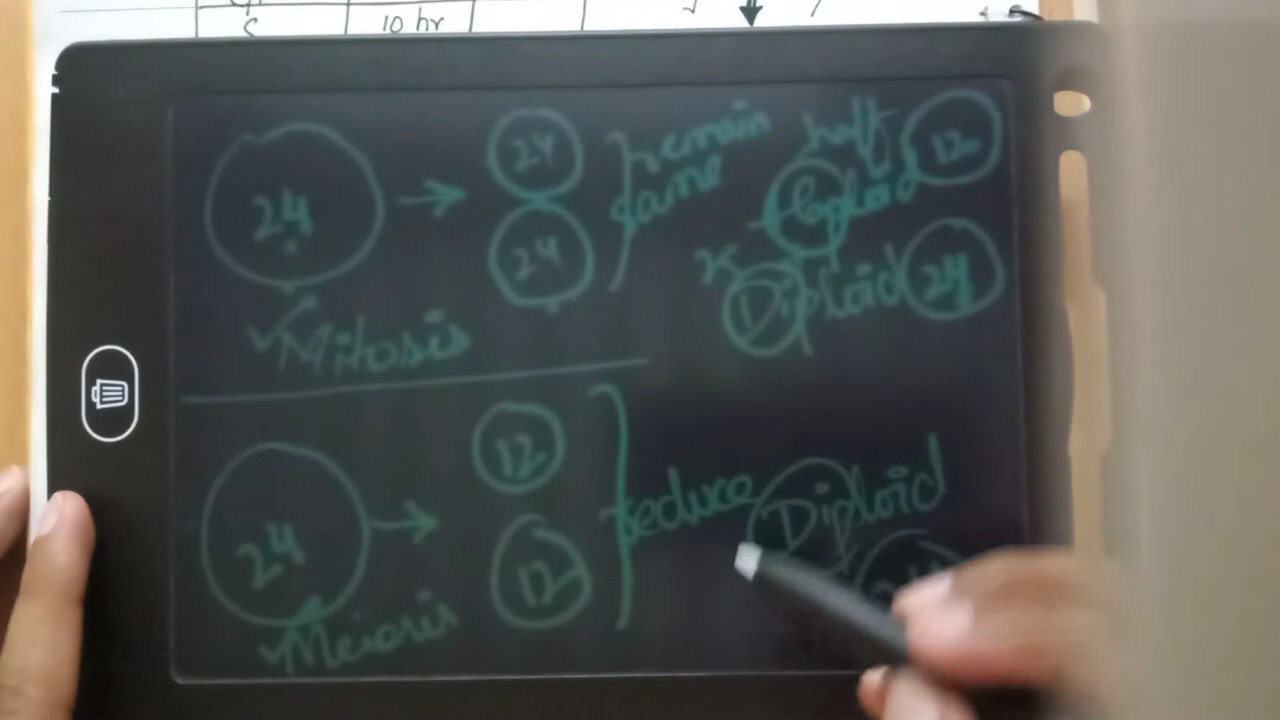 S 10 hr
24 → 24
24
remain
same
Mitosis
half 12
Haploid
Diploid 24
24 → 12
12
reduce
Meiosis
Diploid